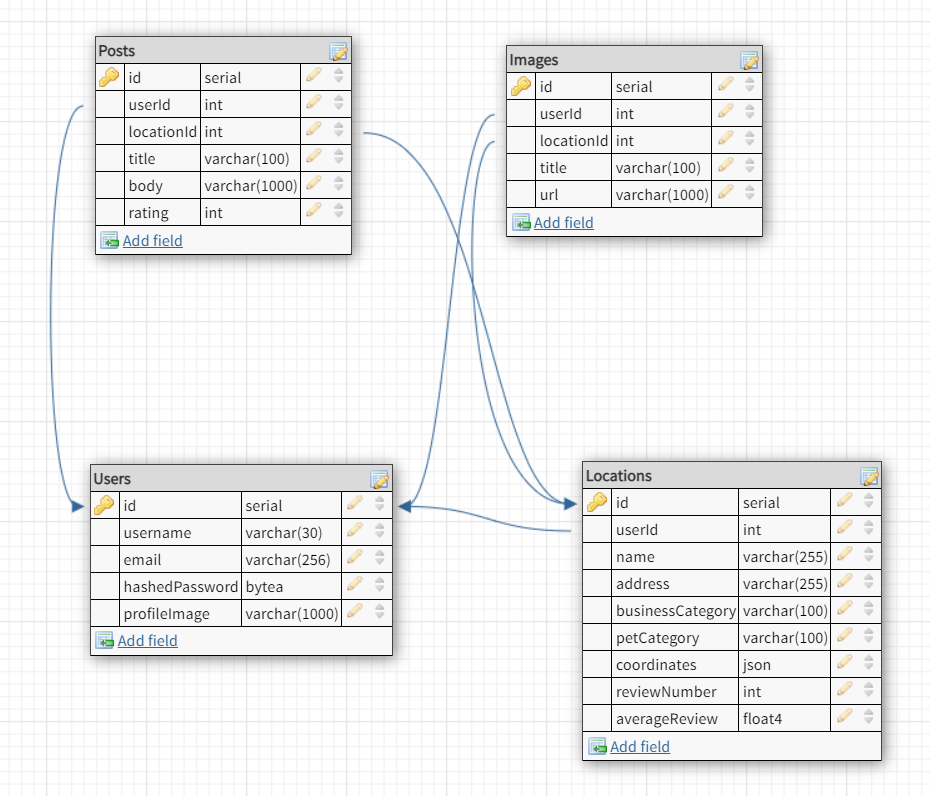 Posts
id serial
userId int
locationId int
title varchar(100)
body varchar(1000)
rating int
Add field
Images
id serial
userId int
locationId int
title varchar(100)
url varchar(1000)
Add field
Users
id serial
username varchar(30)
email varchar(256)
hashedPassword bytea
profileImage varchar(1000)
Add field
Locations
id serial
userId int
name varchar(255)
address varchar(255)
businessCategory varchar(100)
petCategory varchar(100)
coordinates json
reviewNumber int
averageReview float4
Add field